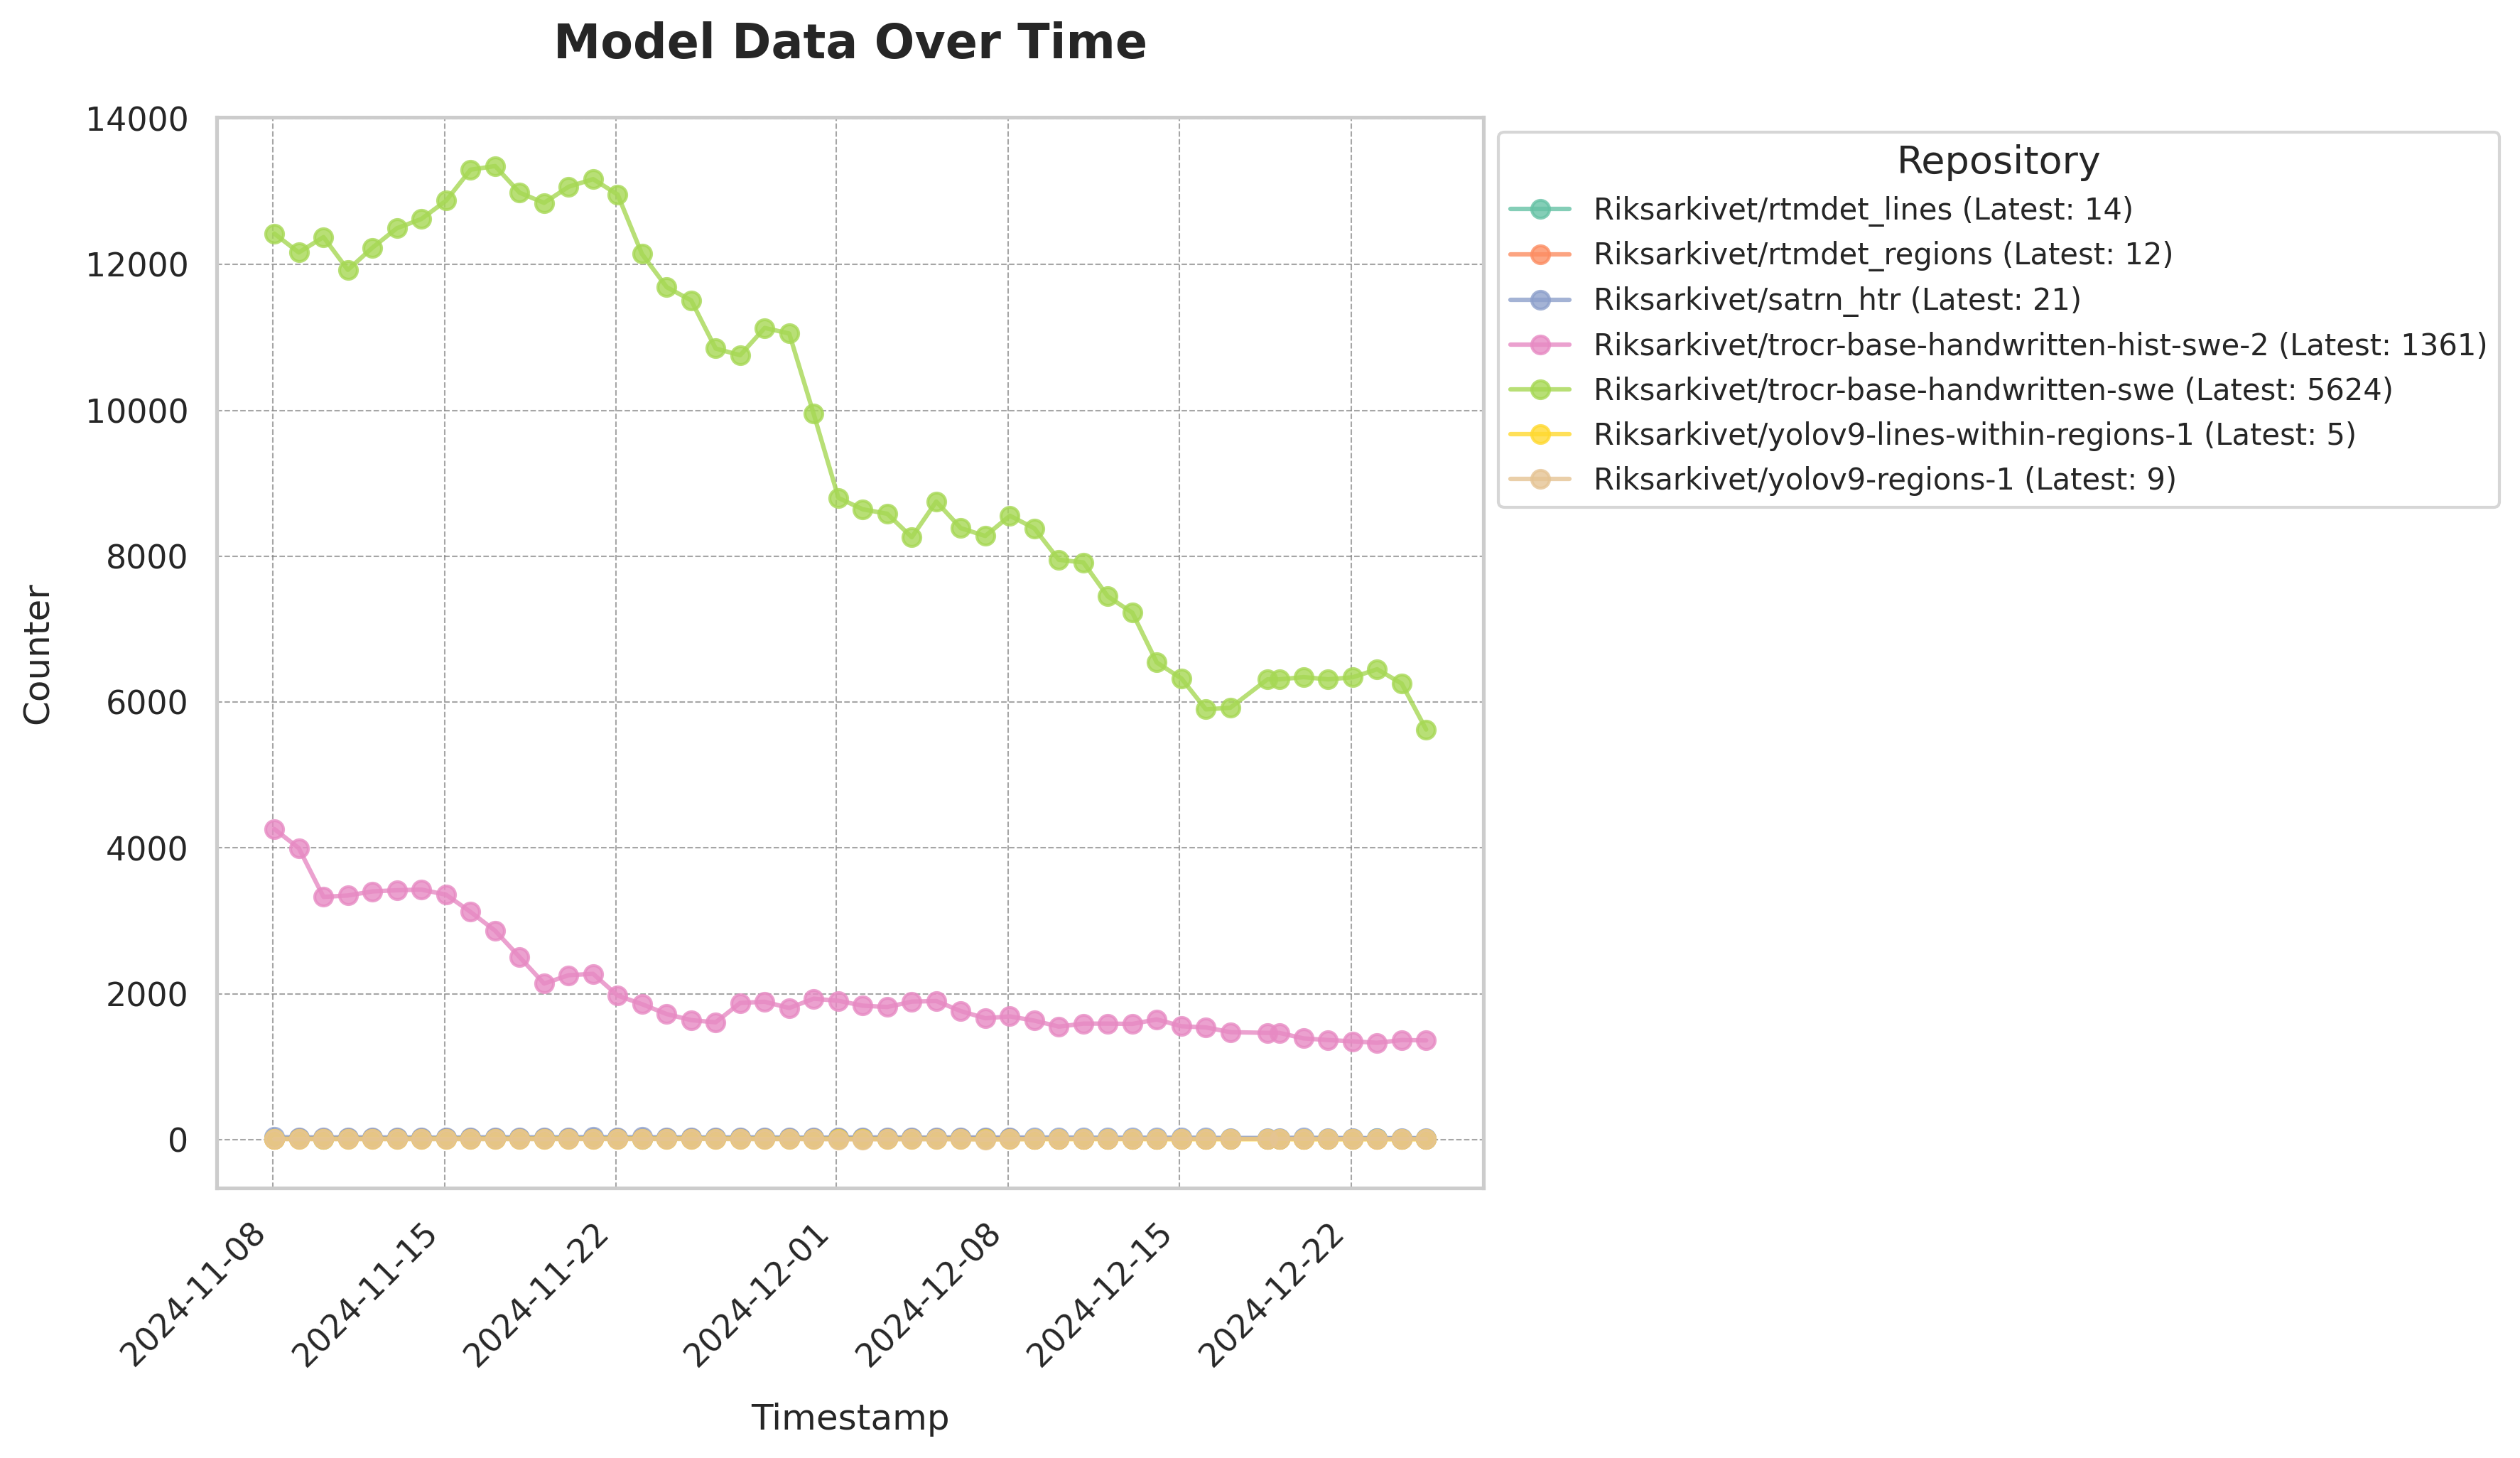 Model Data Over Time
14000
12000
10000
8000
6000
4000
2000
0
Counter
2024-11-08
2024-11-15
2024-11-22
2024-12-01
2024-12-08
2024-12-15
2024-12-22
Timestamp
Repository
Riksarkivet/rtmdet_lines (Latest: 14)
Riksarkivet/rtmdet_regions (Latest: 12)
Riksarkivet/satrn_htr (Latest: 21)
Riksarkivet/trocr-base-handwritten-hist-swe-2 (Latest: 1361)
Riksarkivet/trocr-base-handwritten-swe (Latest: 5624)
Riksarkivet/yolov9-lines-within-regions-1 (Latest: 5)
Riksarkivet/yolov9-regions-1 (Latest: 9)